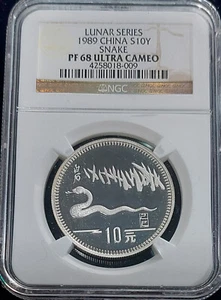 LUNAR SERIES
1989 CHINA S10Y
SNAKE
PF 68 ULTRA CAMEO
4258018-009
NGC
10元